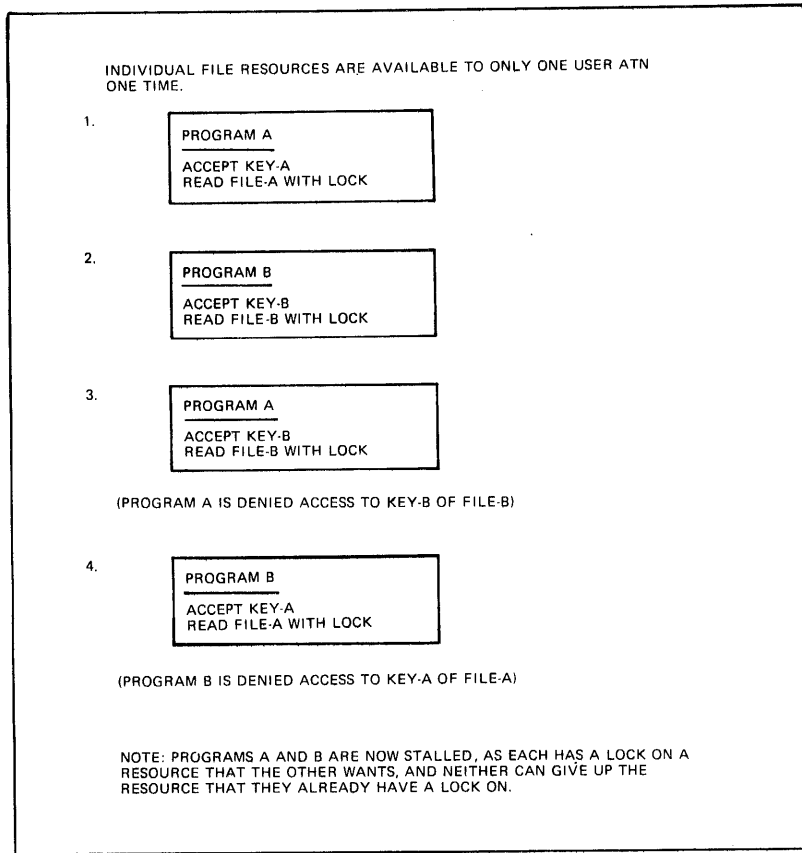 INDIVIDUAL FILE RESOURCES ARE AVAILABLE TO ONLY ONE USER ATN
ONE TIME.
1.
PROGRAM A
ACCEPT KEY-A
READ FILE-A WITH LOCK
2.
PROGRAM B
ACCEPT KEY-B
READ FILE-B WITH LOCK
3.
PROGRAM A
ACCEPT KEY-B
READ FILE-B WITH LOCK
(PROGRAM A IS DENIED ACCESS TO KEY-B OF FILE-B)
4.
PROGRAM B
ACCEPT KEY-A
READ FILE-A WITH LOCK
(PROGRAM B IS DENIED ACCESS TO KEY-A OF FILE-A)
NOTE: PROGRAMS A AND B ARE NOW STALLED, AS EACH HAS A LOCK ON A
RESOURCE THAT THE OTHER WANTS, AND NEITHER CAN GIVE UP THE
RESOURCE THAT THEY ALREADY HAVE A LOCK ON.